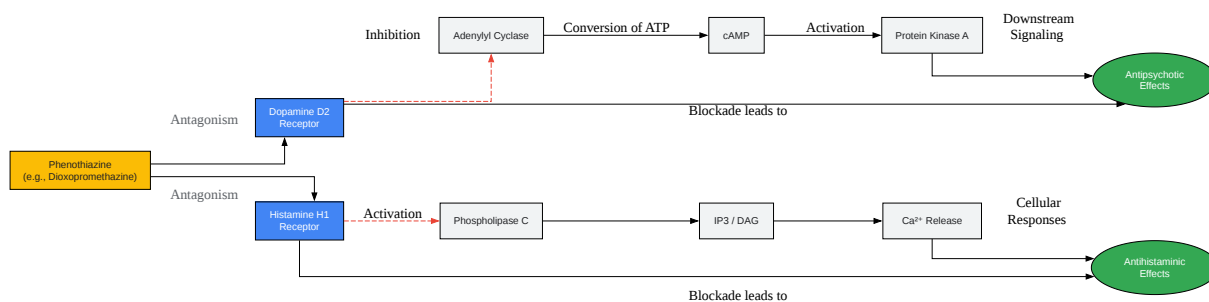 Inhibition
Adenylyl Cyclase
Conversion of ATP
cAMP
Activation
Protein Kinase A
Downstream
Signaling
Antipsychotic
Effects
Antagonism
Dopamine D2
Receptor
Blockade leads to
Phenothiazine
(e.g., Dioxopromethazine)
Antagonism
Histamine H1
Receptor
Activation
Phospholipase C
IP3 / DAG
Ca²⁺ Release
Cellular
Responses
Antihistaminic
Effects
Blockade leads to